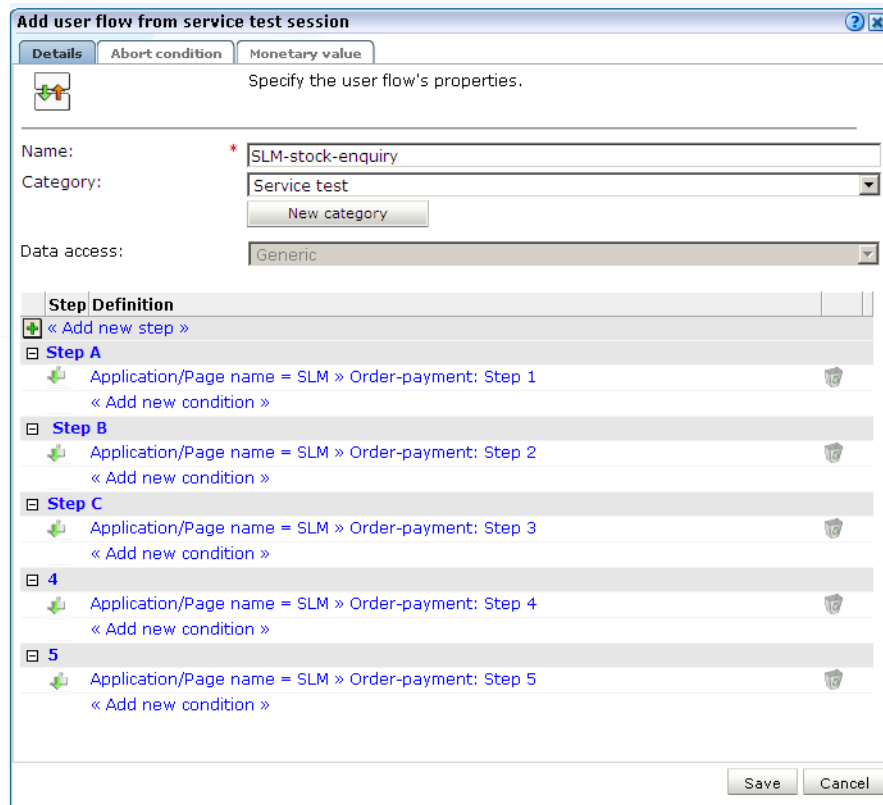 Add user flow from service test session
Details Abort condition Monetary value
Specify the user flow's properties.
Name: * SLM-stock-enquiry
Category: Service test
New category
Data access: Generic
Step Definition
« Add new step »
Step A
Application/Page name = SLM » Order-payment: Step 1
« Add new condition »
Step B
Application/Page name = SLM » Order-payment: Step 2
« Add new condition »
Step C
Application/Page name = SLM » Order-payment: Step 3
« Add new condition »
4
Application/Page name = SLM » Order-payment: Step 4
« Add new condition »
5
Application/Page name = SLM » Order-payment: Step 5
« Add new condition »
Save Cancel